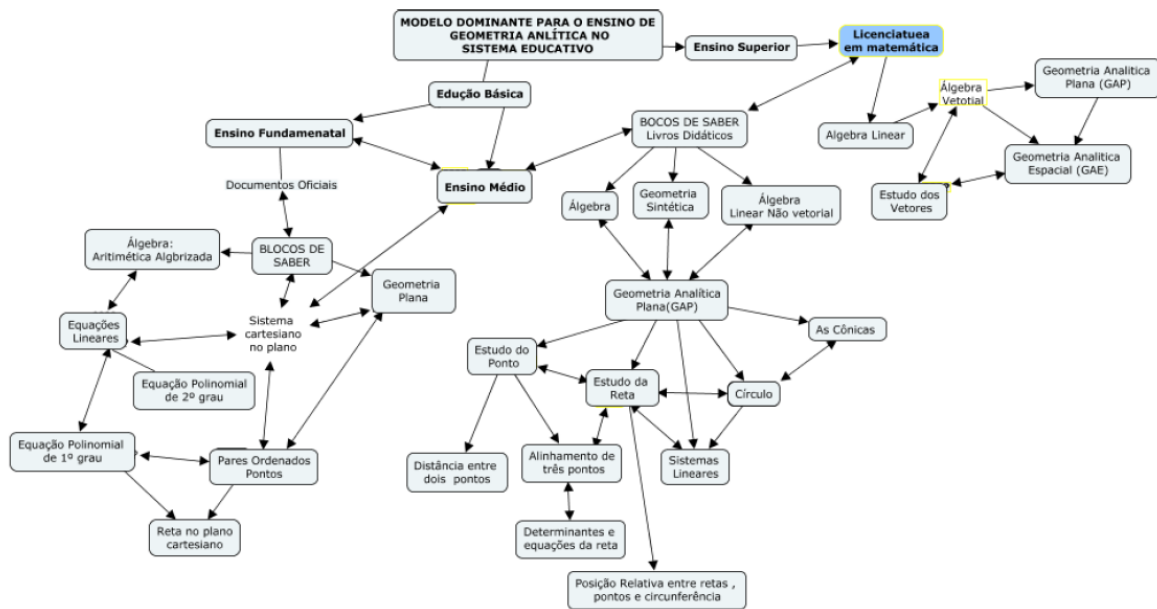 MODELO DOMINANTE PARA O ENSINO DE
GEOMETRIA ANLÍTICA NO
SISTEMA EDUCATIVO
Ensino Superior
Licenciatuea
em matemática
Edução Básica
Ensino Fundamenatal
Ensino Médio
BOCOS DE SABER
Livros Didáticos
Algebra Linear
Álgebra
Vetotial
Geometria Analitica
Plana (GAP)
Geometria Analitica
Espacial (GAE)
Estudo dos
Vetores
Documentos Oficiais
Álgebra
Geometria
Sintética
Álgebra
Linear Não vetorial
Álgebra:
Aritimética Algbrizada
BLOCOS DE
SABER
Geometria
Plana
Geometria Analítica
Plana(GAP)
Equações
Lineares
Sistema
cartesiano
no plano
As Cônicas
Estudo do
Ponto
Equação Polinomial
de 2º grau
Estudo da
Reta
Círculo
Equação Polinomial
de 1º grau
Pares Ordenados
Pontos
Distância entre
dois pontos
Alinhamento de
três pontos
Sistemas
Lineares
Reta no plano
cartesiano
Determinantes e
equações da reta
Posição Relativa entre retas ,
pontos e circunferência